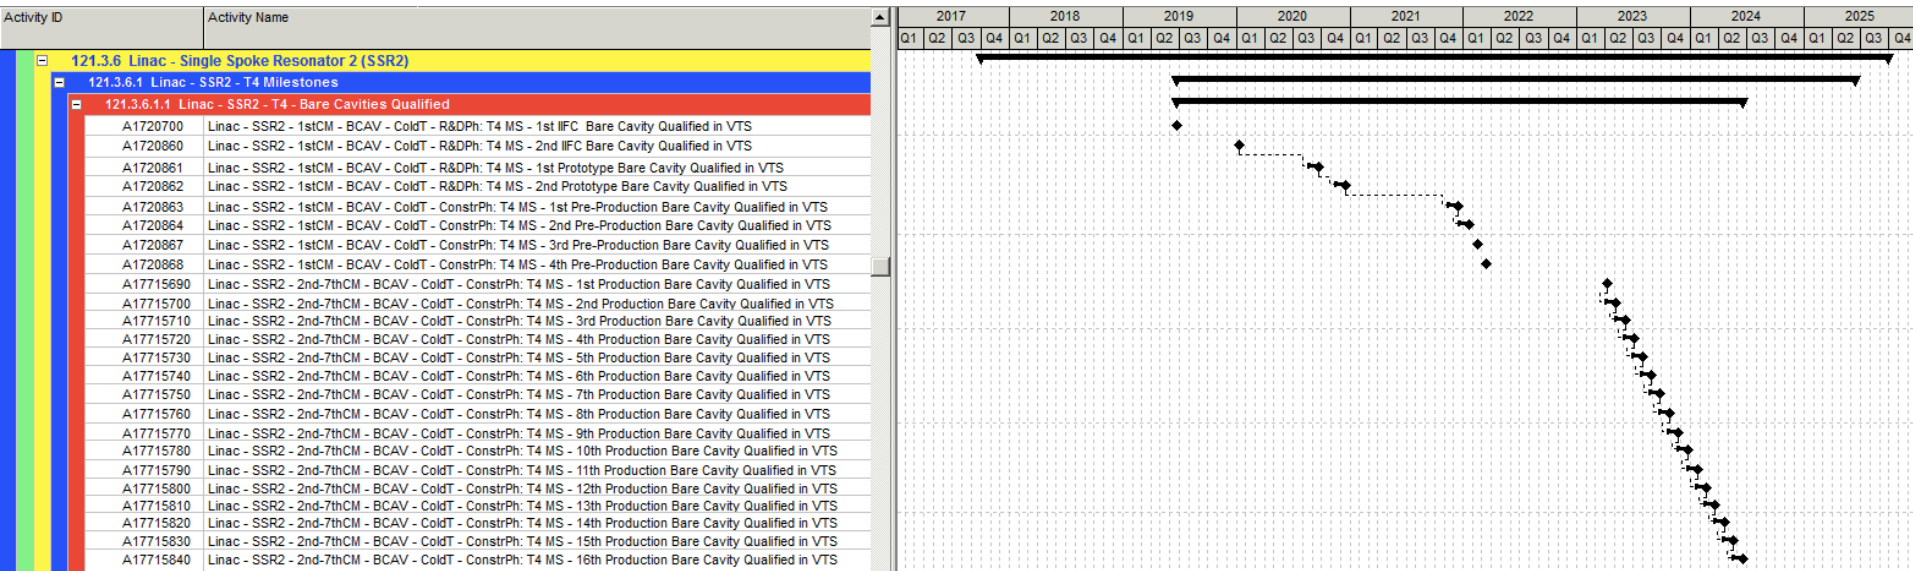 Activity ID Activity Name 2017 2018 2019 2020 2021 2022 2023 2024 2025
Q1 Q2 Q3 Q4 Q1 Q2 Q3 Q4 Q1 Q2 Q3 Q4 Q1 Q2 Q3 Q4 Q1 Q2 Q3 Q4 Q1 Q2 Q3 Q4 Q1 Q2 Q3 Q4 Q1 Q2 Q3 Q4 Q1 Q2 Q3 Q4
121.3.6 Linac - Single Spoke Resonator 2 (SSR2)
121.3.6.1 Linac - SSR2 - T4 Milestones
121.3.6.1.1 Linac - SSR2 - T4 - Bare Cavities Qualified
A1720700 Linac - SSR2 - 1stCM - BCAV - ColdT - R&DPh: T4 MS - 1st IIFC Bare Cavity Qualified in VTS
A1720860 Linac - SSR2 - 1stCM - BCAV - ColdT - R&DPh: T4 MS - 2nd IIFC Bare Cavity Qualified in VTS
A1720861 Linac - SSR2 - 1stCM - BCAV - ColdT - R&DPh: T4 MS - 1st Prototype Bare Cavity Qualified in VTS
A1720862 Linac - SSR2 - 1stCM - BCAV - ColdT - R&DPh: T4 MS - 2nd Prototype Bare Cavity Qualified in VTS
A1720863 Linac - SSR2 - 1stCM - BCAV - ColdT - ConstrPh: T4 MS - 1st Pre-Production Bare Cavity Qualified in VTS
A1720864 Linac - SSR2 - 1stCM - BCAV - ColdT - ConstrPh: T4 MS - 2nd Pre-Production Bare Cavity Qualified in VTS
A1720867 Linac - SSR2 - 1stCM - BCAV - ColdT - ConstrPh: T4 MS - 3rd Pre-Production Bare Cavity Qualified in VTS
A1720868 Linac - SSR2 - 1stCM - BCAV - ColdT - ConstrPh: T4 MS - 4th Pre-Production Bare Cavity Qualified in VTS
A17715690 Linac - SSR2 - 2nd-7thCM - BCAV - ColdT - ConstrPh: T4 MS - 1st Production Bare Cavity Qualified in VTS
A17715700 Linac - SSR2 - 2nd-7thCM - BCAV - ColdT - ConstrPh: T4 MS - 2nd Production Bare Cavity Qualified in VTS
A17715710 Linac - SSR2 - 2nd-7thCM - BCAV - ColdT - ConstrPh: T4 MS - 3rd Production Bare Cavity Qualified in VTS
A17715720 Linac - SSR2 - 2nd-7thCM - BCAV - ColdT - ConstrPh: T4 MS - 4th Production Bare Cavity Qualified in VTS
A17715730 Linac - SSR2 - 2nd-7thCM - BCAV - ColdT - ConstrPh: T4 MS - 5th Production Bare Cavity Qualified in VTS
A17715740 Linac - SSR2 - 2nd-7thCM - BCAV - ColdT - ConstrPh: T4 MS - 6th Production Bare Cavity Qualified in VTS
A17715750 Linac - SSR2 - 2nd-7thCM - BCAV - ColdT - ConstrPh: T4 MS - 7th Production Bare Cavity Qualified in VTS
A17715760 Linac - SSR2 - 2nd-7thCM - BCAV - ColdT - ConstrPh: T4 MS - 8th Production Bare Cavity Qualified in VTS
A17715770 Linac - SSR2 - 2nd-7thCM - BCAV - ColdT - ConstrPh: T4 MS - 9th Production Bare Cavity Qualified in VTS
A17715780 Linac - SSR2 - 2nd-7thCM - BCAV - ColdT - ConstrPh: T4 MS - 10th Production Bare Cavity Qualified in VTS
A17715790 Linac - SSR2 - 2nd-7thCM - BCAV - ColdT - ConstrPh: T4 MS - 11th Production Bare Cavity Qualified in VTS
A17715800 Linac - SSR2 - 2nd-7thCM - BCAV - ColdT - ConstrPh: T4 MS - 12th Production Bare Cavity Qualified in VTS
A17715810 Linac - SSR2 - 2nd-7thCM - BCAV - ColdT - ConstrPh: T4 MS - 13th Production Bare Cavity Qualified in VTS
A17715820 Linac - SSR2 - 2nd-7thCM - BCAV - ColdT - ConstrPh: T4 MS - 14th Production Bare Cavity Qualified in VTS
A17715830 Linac - SSR2 - 2nd-7thCM - BCAV - ColdT - ConstrPh: T4 MS - 15th Production Bare Cavity Qualified in VTS
A17715840 Linac - SSR2 - 2nd-7thCM - BCAV - ColdT - ConstrPh: T4 MS - 16th Production Bare Cavity Qualified in VTS